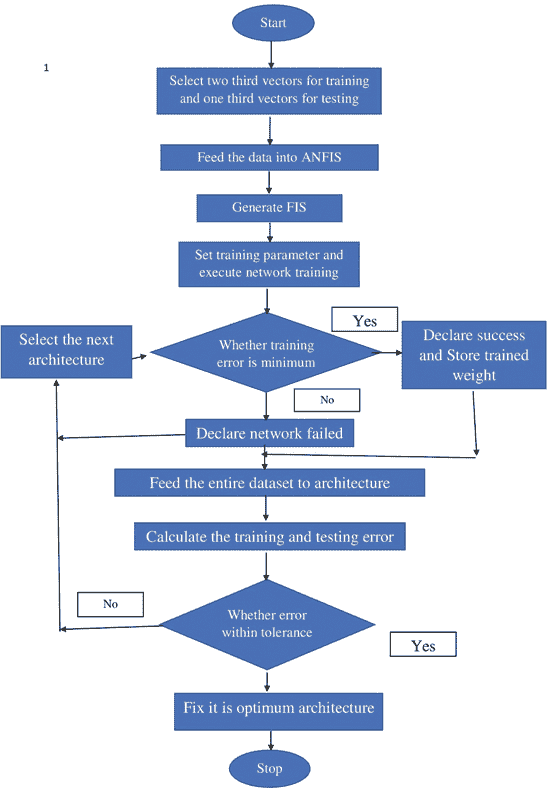 Start
1
Select two third vectors for training
and one third vectors for testing
Feed the data into ANFIS
Generate FIS
Set training parameter and
execute network training
Yes
Select the next
architecture
Whether training
error is minimum
Declare success
and Store trained
weight
No
Declare network failed
Feed the entire dataset to architecture
Calculate the training and testing error
No
Whether error
within tolerance
Yes
Fix it is optimum architecture
Stop